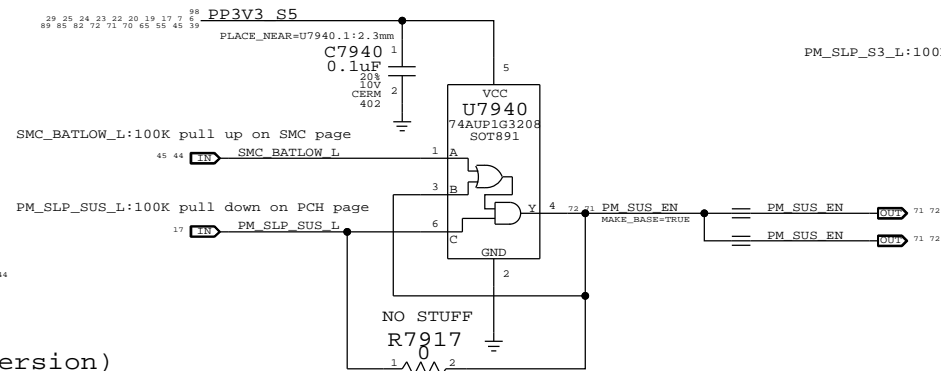 98
29 25 24 23 22 20 19 17 7 6 PP3V3_S5
89 85 82 72 71 70 65 55 45 39
PLACE_NEAR=U7940.1:2.3mm
C7940 1
0.1uF
20%
10V
CERM 2
402
PM_SLP_S3_L:100
5
VCC
U7940
74AUP1G3208
SOT891
SMC_BATLOW_L:100K pull up on SMC page
45 44 IN SMC_BATLOW_L 1 A
3 B
PM_SLP_SUS_L:100K pull down on PCH page
17 IN PM_SLP_SUS_L 6 C
Y 4 72 71 PM_SUS_EN
MAKE_BASE=TRUE
PM_SUS_EN OUT 71 72
PM_SUS_EN OUT 71 72
GND
2
44
NO STUFF
R7917
0
1 2
ersion)